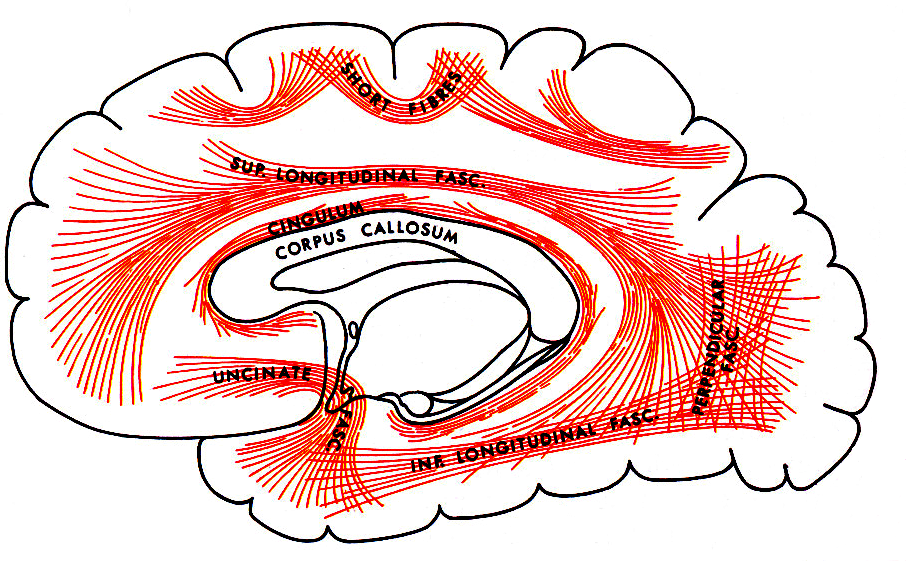 SHORT FIBRES
SUP. LONGITUDINAL FASC.
CINGULUM
CORPUS CALLOSUM
PERPENDICULAR
FASC.
UNCINATE
FASC.
INF. LONGITUDINAL FASC.